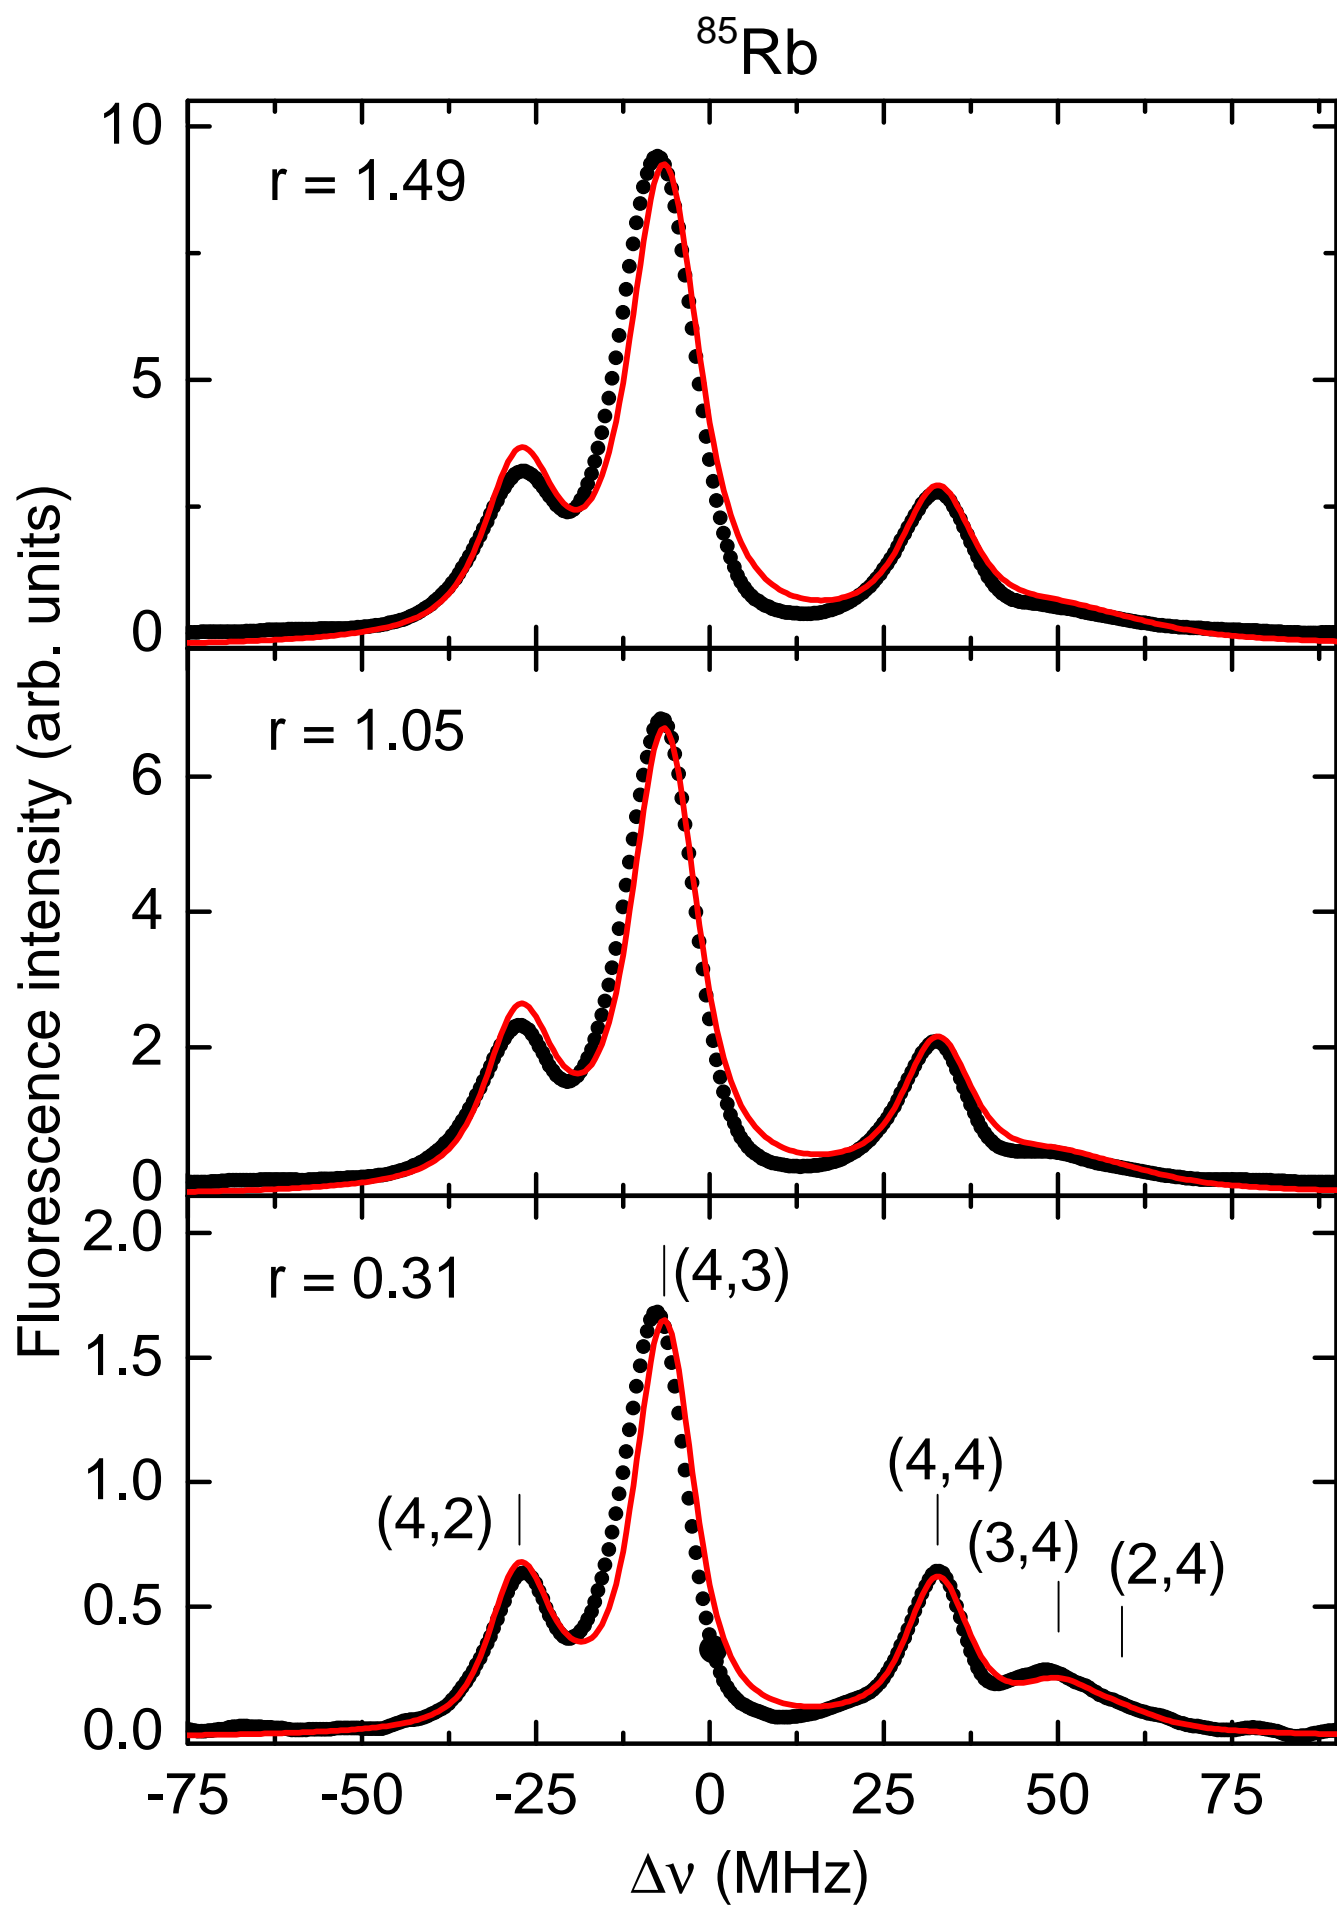 ⁸⁵Rb
Fluorescence intensity (arb. units)
10
5
0
r = 1.49
6
4
2
0
r = 1.05
2.0
1.5
1.0
0.5
0.0
r = 0.31
(4,3)
(4,2)
(4,4)
(3,4)
(2,4)
-75 -50 -25 0 25 50 75
Δν (MHz)